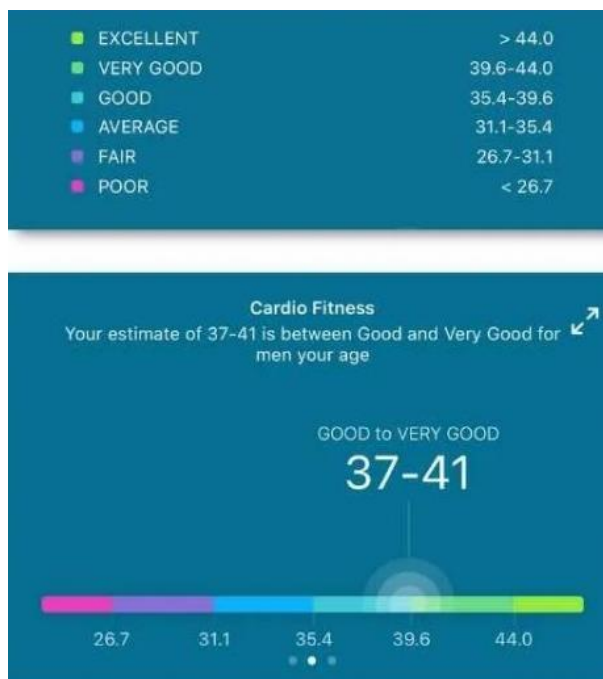 EXCELLENT > 44.0
VERY GOOD 39.6-44.0
GOOD 35.4-39.6
AVERAGE 31.1-35.4
FAIR 26.7-31.1
POOR < 26.7
Cardio Fitness
Your estimate of 37-41 is between Good and Very Good for
men your age
GOOD to VERY GOOD
37-41
26.7 31.1 35.4 39.6 44.0